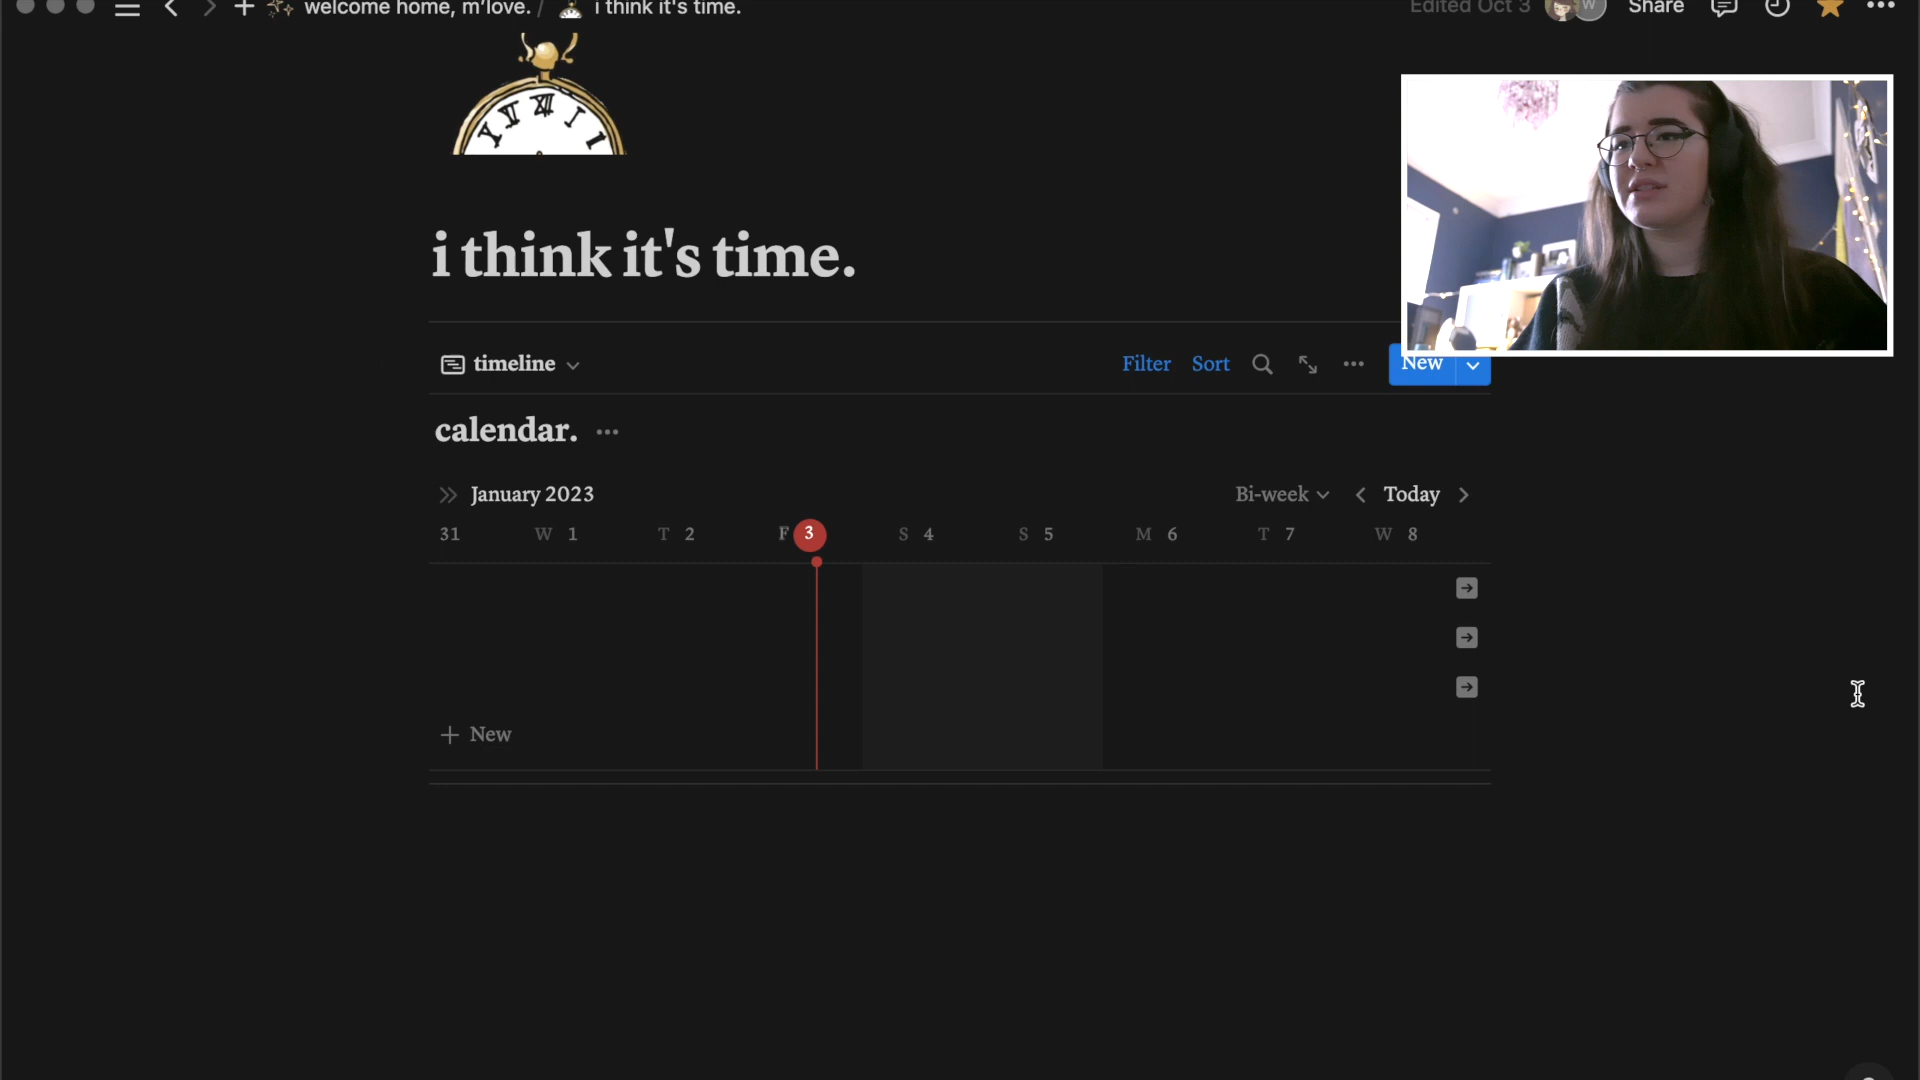 welcome home, m'love. / i think it's time.
Edited Oct 3
W
Share
i think it's time.
timeline
Filter
Sort
New
calendar.
January 2023
Bi-week
Today
31 W 1 T 2 F 3 S 4 S 5 M 6 T 7 W 8
New